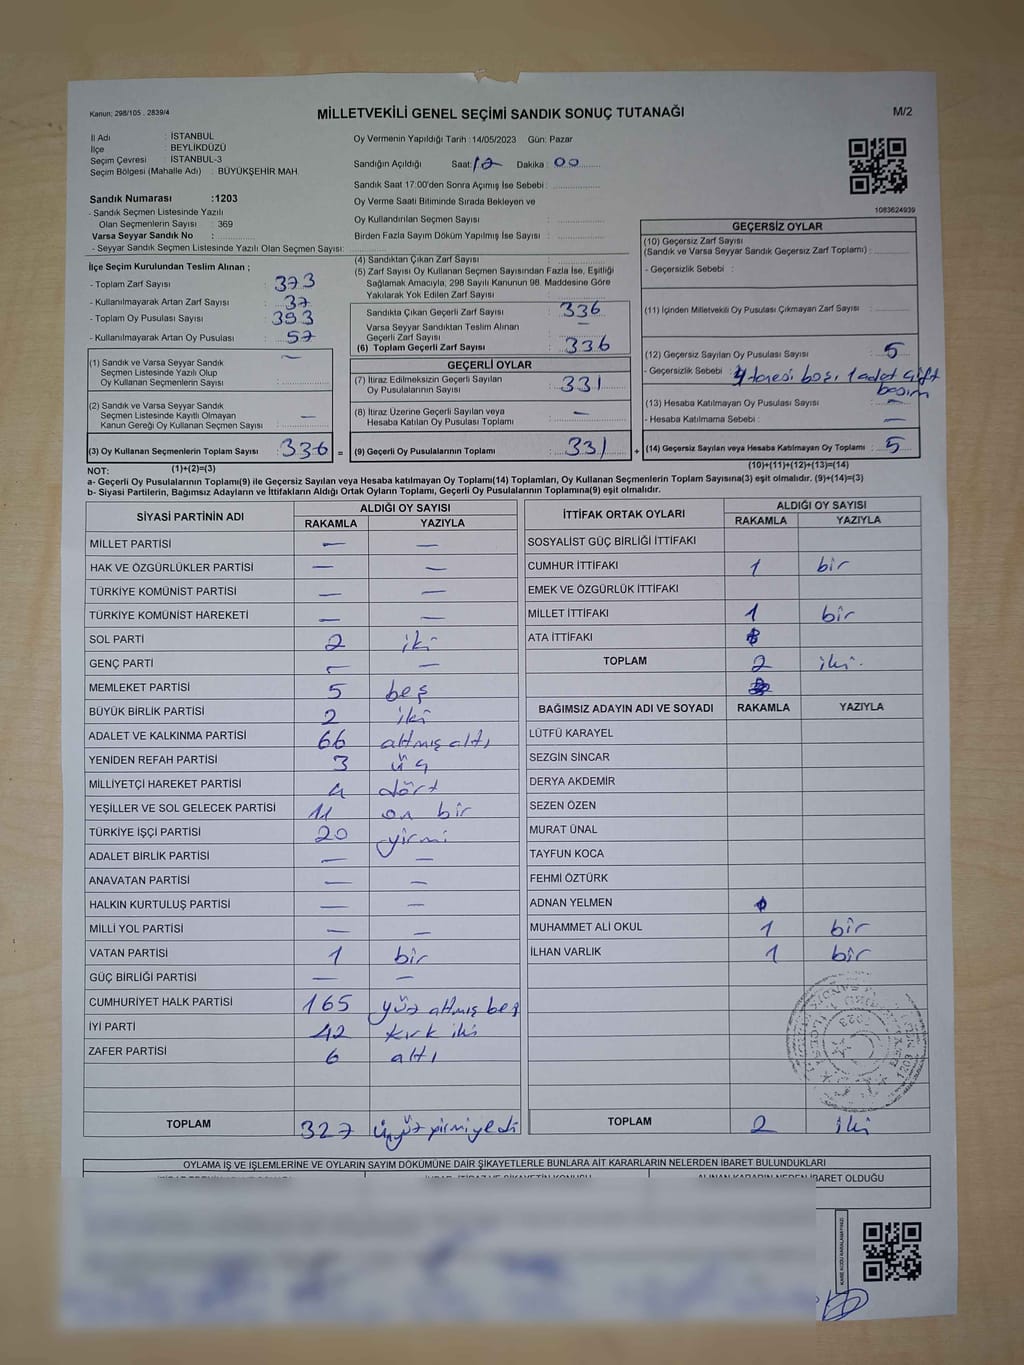 Kanun: 298/105 . 2839/4
MİLLETVEKİLİ GENEL SEÇİMİ SANDIK SONUÇ TUTANAĞI
M/2
İl Adı : İSTANBUL
İlçe : BEYLİKDÜZÜ
Seçim Çevresi : İSTANBUL-3
Seçim Bölgesi (Mahalle Adı) : BÜYÜKŞEHİR MAH.
Sandık Numarası :1203
- Sandık Seçmen Listesinde Yazılı
Olan Seçmenlerin Sayısı : 369
Varsa Seyyar Sandık No :
- Seyyar Sandık Seçmen Listesinde Yazılı Olan Seçmen Sayısı:
Oy Vermenin Yapıldığı Tarih :14/05/2023 Gün: Pazar
Sandığın Açıldığı Saat: 17 Dakika : 00
Sandık Saat 17:00'den Sonra Açımış İse Sebebi :
Oy Verme Saati Bitiminde Sırada Bekleyen ve
Oy Kullandırılan Seçmen Sayısı :
Birden Fazla Sayım Döküm Yapılmış İse Sayısı :
1083624939
İlçe Seçim Kurulundan Teslim Alınan ;
- Toplam Zarf Sayısı : 373
- Kullanılmayarak Artan Zarf Sayısı : 37
- Toplam Oy Pusulası Sayısı : 393
- Kullanılmayarak Artan Oy Pusulası : 57
(1) Sandık ve Varsa Seyyar Sandık
Seçmen Listesinde Yazılı Olup
Oy Kullanan Seçmenlerin Sayısı : —
(2) Sandık ve Varsa Seyyar Sandık
Seçmen Listesinde Kayıtlı Olmayan
Kanun Gereği Oy Kullanan Seçmen Sayısı : —
(3) Oy Kullanan Seçmenlerin Toplam Sayısı : 336 =
(4) Sandıktan Çıkan Zarf Sayısı :
(5) Zarf Sayısı Oy Kullanan Seçmen Sayısından Fazla İse, Eşitliği
Sağlamak Amacıyla, 298 Sayılı Kanunun 98. Maddesine Göre
Yakılarak Yok Edilen Zarf Sayısı :
Sandıkta Çıkan Geçerli Zarf Sayısı : 336
Varsa Seyyar Sandıktan Teslim Alınan
Geçerli Zarf Sayısı : —
(6) Toplam Geçerli Zarf Sayısı : 336
GEÇERLİ OYLAR
(7) İtiraz Edilmeksizin Geçerli Sayılan
Oy Pusulasının Sayısı : 331
(8) İtiraz Üzerine Geçerli Sayılan veya
Hesaba Katılan Oy Pusulası Toplamı : —
(9) Geçerli Oy Pusulalarının Toplamı : 331 +
GEÇERSİZ OYLAR
(10) Geçersiz Zarf Sayısı
(Sandık ve Varsa Seyyar Sandık Geçersiz Zarf Toplamı) :
- Geçersizlik Sebebi :
(11) İçinden Milletvekili Oy Pusulası Çıkmayan Zarf Sayısı :
(12) Geçersiz Sayılan Oy Pusulası Sayısı : 5
- Geçersizlik Sebebi : 4 tanesi boş, 1 adet çift
basım
(13) Hesaba Katılmayan Oy Pusulası Sayısı : —
- Hesaba Katılmama Sebebi : —
(14) Geçersiz Sayılan veya Hesaba Katılmayan Oy Toplamı : 5
NOT: (1)+(2)=(3)
(10)+(11)+(12)+(13)=(14)
a- Geçerli Oy Pusulalarının Toplamı(9) ile Geçersiz Sayılan veya Hesaba katılmayan Oy Toplamı(14) Toplamları, Oy Kullanan Seçmenlerin Toplam Sayısına(3) eşit olmalıdır. (9)+(14)=(3)
b- Siyasi Partilerin, Bağımsız Adayların ve İttifakların Aldığı Ortak Oyların Toplamı, Geçerli Oy Pusulalarının Toplamına(9) eşit olmalıdır.
SİYASİ PARTİNİN ADI
ALDIĞI OY SAYISI
RAKAMLA YAZIYLA
MİLLET PARTİSİ — —
HAK VE ÖZGÜRLÜKLER PARTİSİ — —
TÜRKİYE KOMÜNİST PARTİSİ — —
TÜRKİYE KOMÜNİST HAREKETİ — —
SOL PARTİ 2 iki
GENÇ PARTİ — —
MEMLEKET PARTİSİ 5 beş
BÜYÜK BİRLİK PARTİSİ 2 iki
ADALET VE KALKINMA PARTİSİ 66 altmış altı
YENİDEN REFAH PARTİSİ 3 üç
MİLLİYETÇİ HAREKET PARTİSİ 4 dört
YEŞİLLER VE SOL GELECEK PARTİSİ 11 on bir
TÜRKİYE İŞÇİ PARTİSİ 20 yirmi
ADALET BİRLİK PARTİSİ — —
ANAVATAN PARTİSİ — —
HALKIN KURTULUŞ PARTİSİ — —
MİLLİ YOL PARTİSİ — —
VATAN PARTİSİ 1 bir
GÜÇ BİRLİĞİ PARTİSİ — —
CUMHURİYET HALK PARTİSİ 165 yüz altmış beş
İYİ PARTİ 42 kırk iki
ZAFER PARTİSİ 6 altı
TOPLAM 327 üçyüz yirmi yedi
İTTİFAK ORTAK OYLARI
ALDIĞI OY SAYISI
RAKAMLA YAZIYLA
SOSYALİST GÜÇ BİRLİĞİ İTTİFAKI
CUMHUR İTTİFAKI 1 bir
EMEK VE ÖZGÜRLÜK İTTİFAKI
MİLLET İTTİFAKI 1 bir
ATA İTTİFAKI
TOPLAM 2 iki.
BAĞIMSIZ ADAYIN ADI VE SOYADI RAKAMLA YAZIYLA
LÜTFÜ KARAYEL
SEZGİN SİNCAR
DERYA AKDEMİR
SEZEN ÖZEN
MURAT ÜNAL
TAYFUN KOCA
FEHMİ ÖZTÜRK
ADNAN YELMEN
MUHAMMET ALİ OKUL 1 bir
İLHAN VARLIK 1 bir
TOPLAM 2 iki
OYLAMA İŞ VE İŞLEMLERİNE VE OYLARIN SAYIM DÖKÜMÜNE DAİR ŞİKAYETLERLE BUNLARA AİT KARARLARIN NELERDEN İBARET BULUNDUKLARI
ALINAN KARARIN NEDEN İBARET OLDUĞU